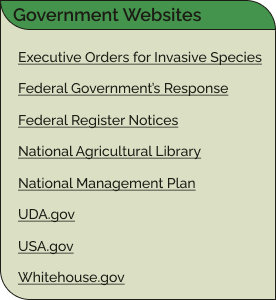 Government Websites
Executive Orders for Invasive Species
Federal Government's Response
Federal Register Notices
National Agricultural Library
National Management Plan
UDA.gov
USA.gov
Whitehouse.gov